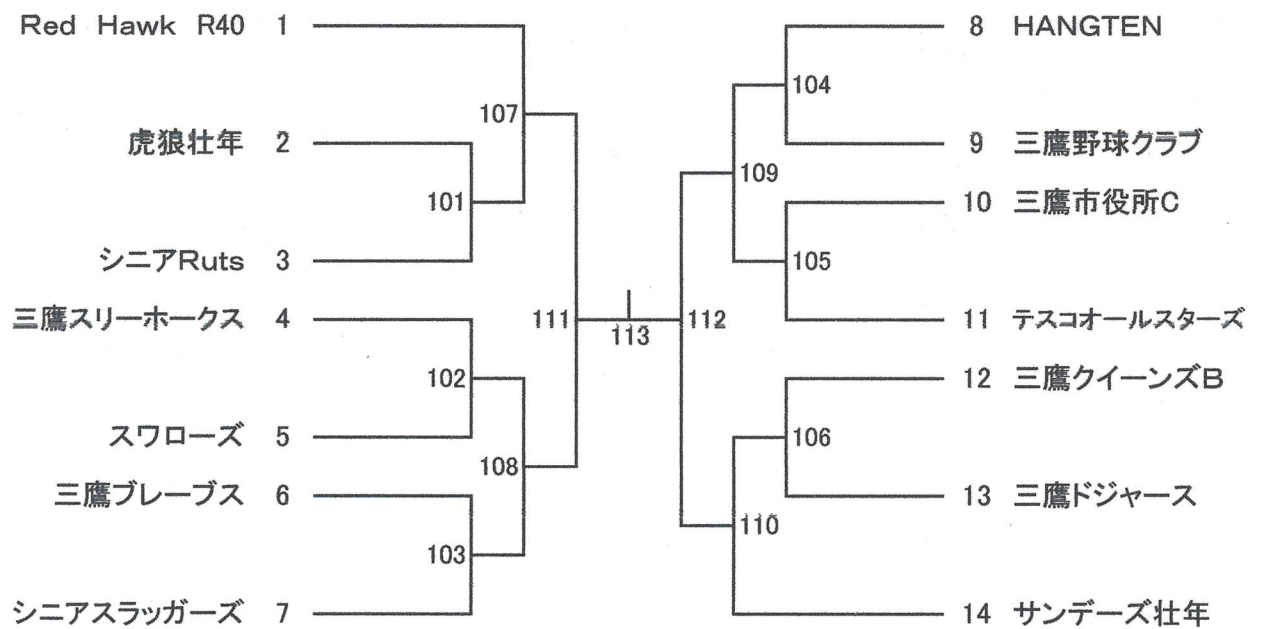 Red Hawk R40 1
虎狼壮年 2
シニアRuts 3
三鷹スリーホークス 4
スワローズ 5
三鷹ブレーブス 6
シニアスラッガーズ 7
107
101
102
108
103
111
113
112
104
109
105
106
110
8 HANGTEN
9 三鷹野球クラブ
10 三鷹市役所C
11 テスコオールスターズ
12 三鷹クイーンズB
13 三鷹ドジャース
14 サンデーズ壮年